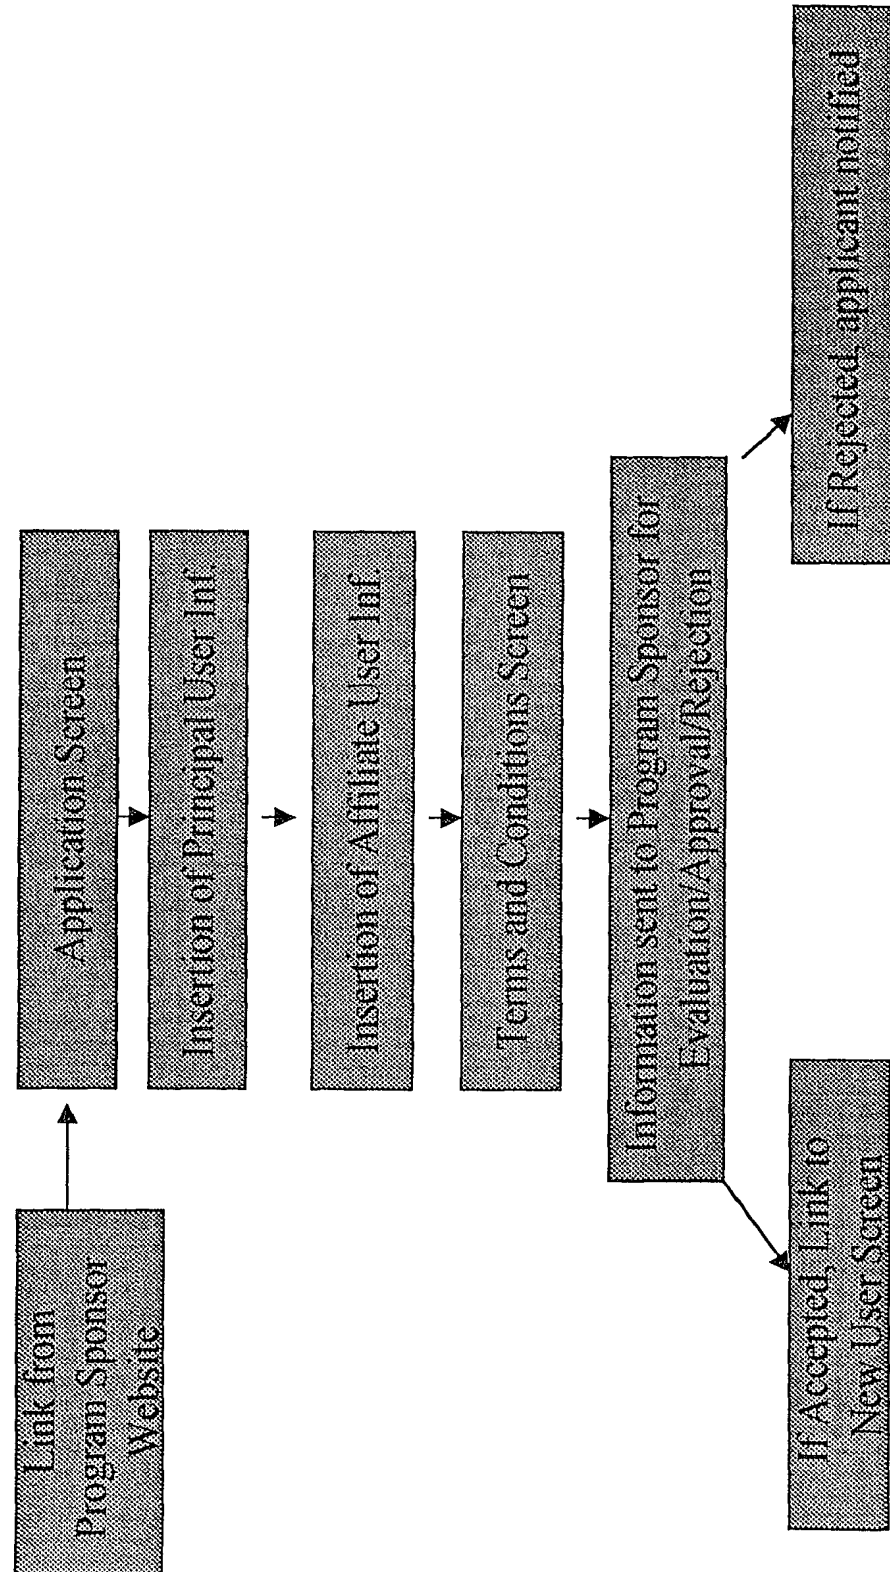 Link from
Program Sponsor
Website
Application Screen
Insertion of Principal User Inf.
Insertion of Affiliate User Inf.
Terms and Conditions Screen
Information sent to Program Sponsor for
Evaluation/Approval/Rejection
If Accepted, Link to
New User Screen
If Rejected, applicant notified